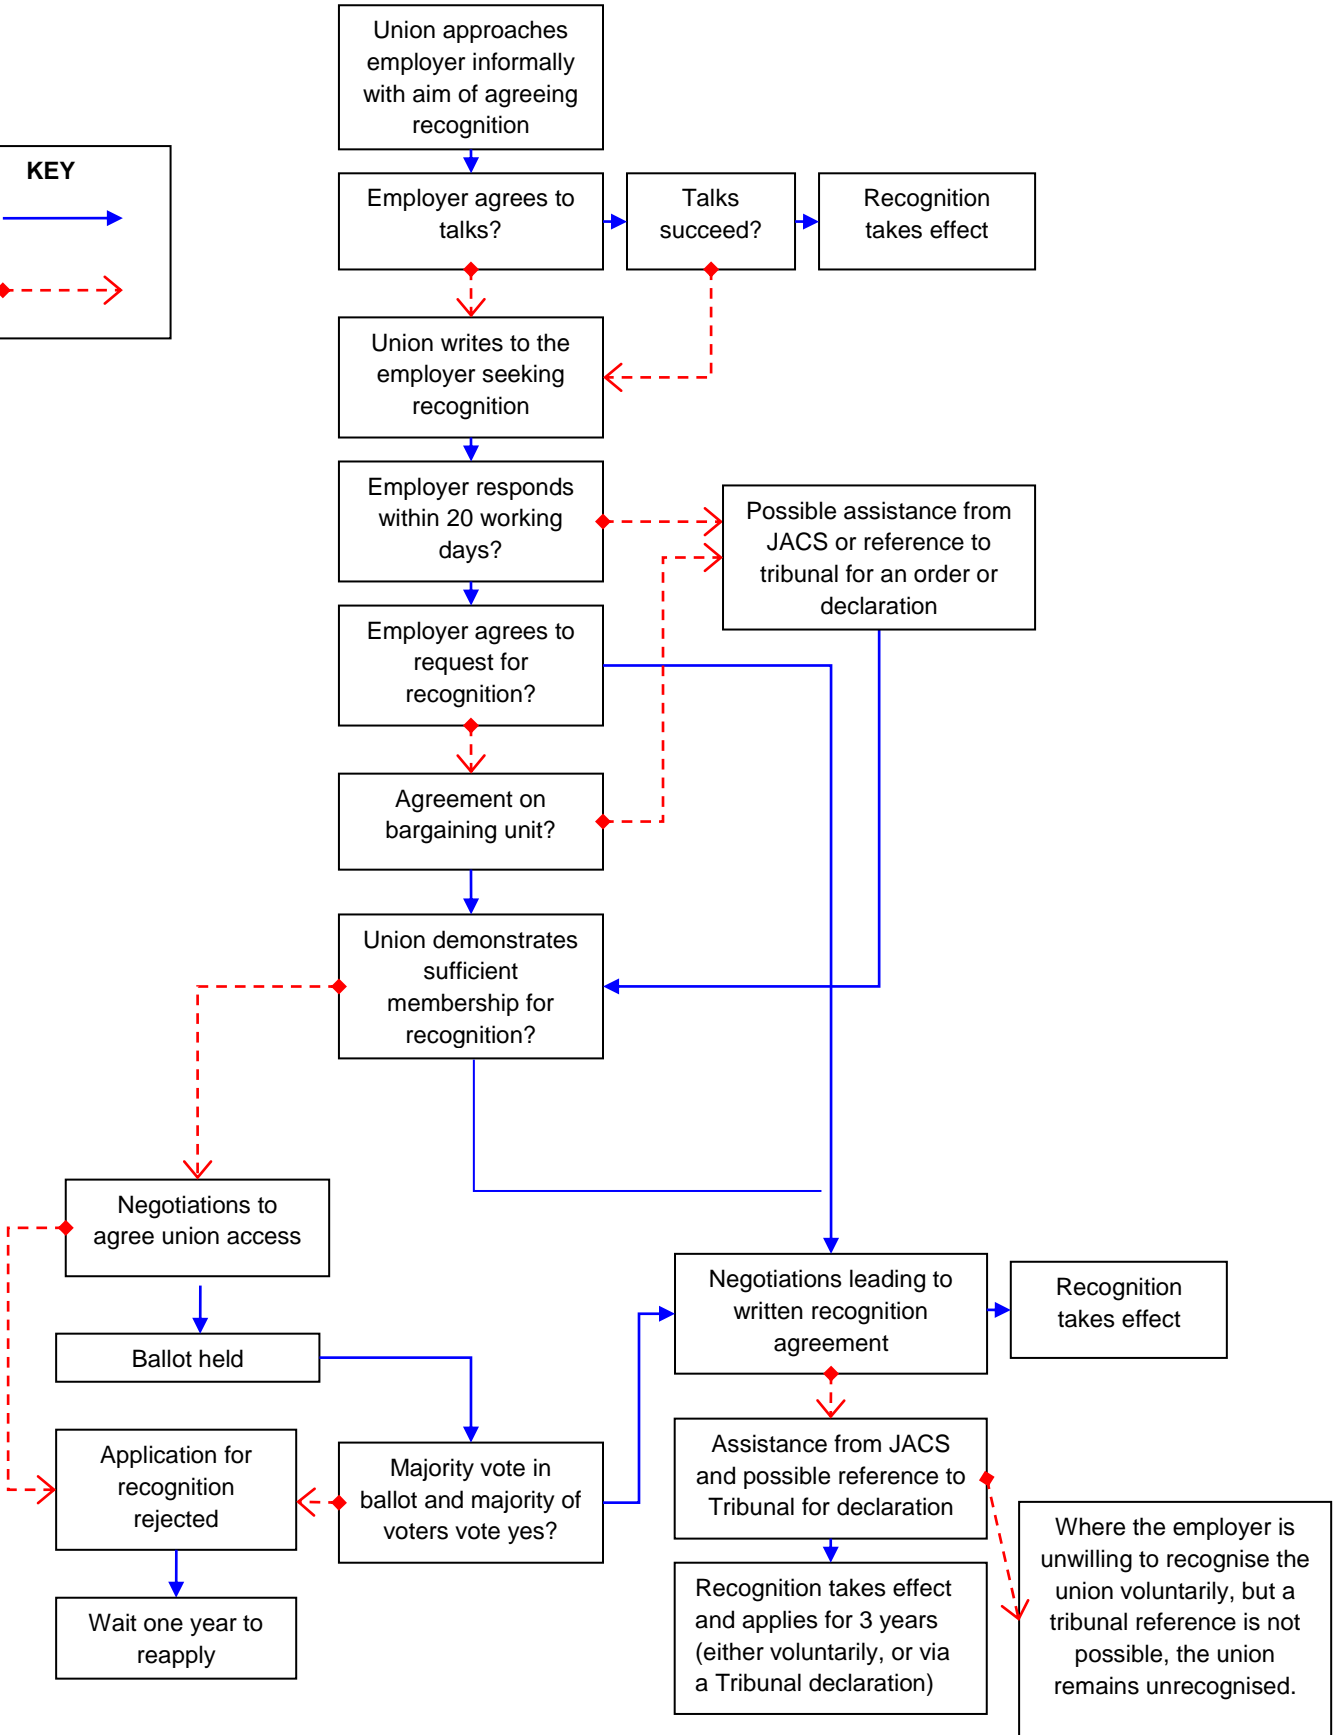 Union approaches
employer informally
with aim of agreeing
recognition
KEY
Employer agrees to
talks?
Talks
succeed?
Recognition
takes effect
Union writes to the
employer seeking
recognition
Employer responds
within 20 working
days?
Possible assistance from
JACS or reference to
tribunal for an order or
declaration
Employer agrees to
request for
recognition?
Agreement on
bargaining unit?
Union demonstrates
sufficient
membership for
recognition?
Negotiations to
agree union access
Negotiations leading to
written recognition
agreement
Recognition
takes effect
Ballot held
Application for
recognition
rejected
Majority vote in
ballot and majority of
voters vote yes?
Assistance from JACS
and possible reference to
Tribunal for declaration
Where the employer is
unwilling to recognise the
union voluntarily, but a
tribunal reference is not
possible, the union
remains unrecognised.
Wait one year to
reapply
Recognition takes effect
and applies for 3 years
(either voluntarily, or via
a Tribunal declaration)